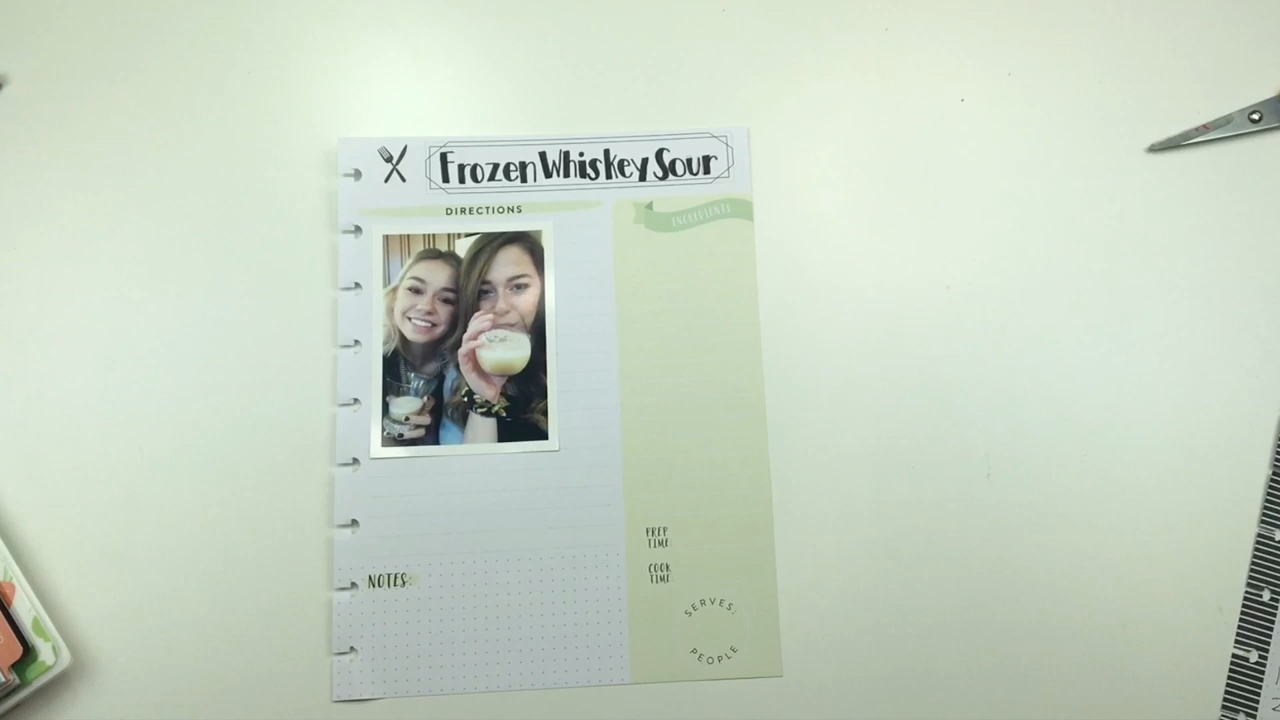 Frozen Whiskey Sour
DIRECTIONS
INGREDIENTS
PREP
TIME:
COOK
TIME:
NOTES:
SERVES:
PEOPLE